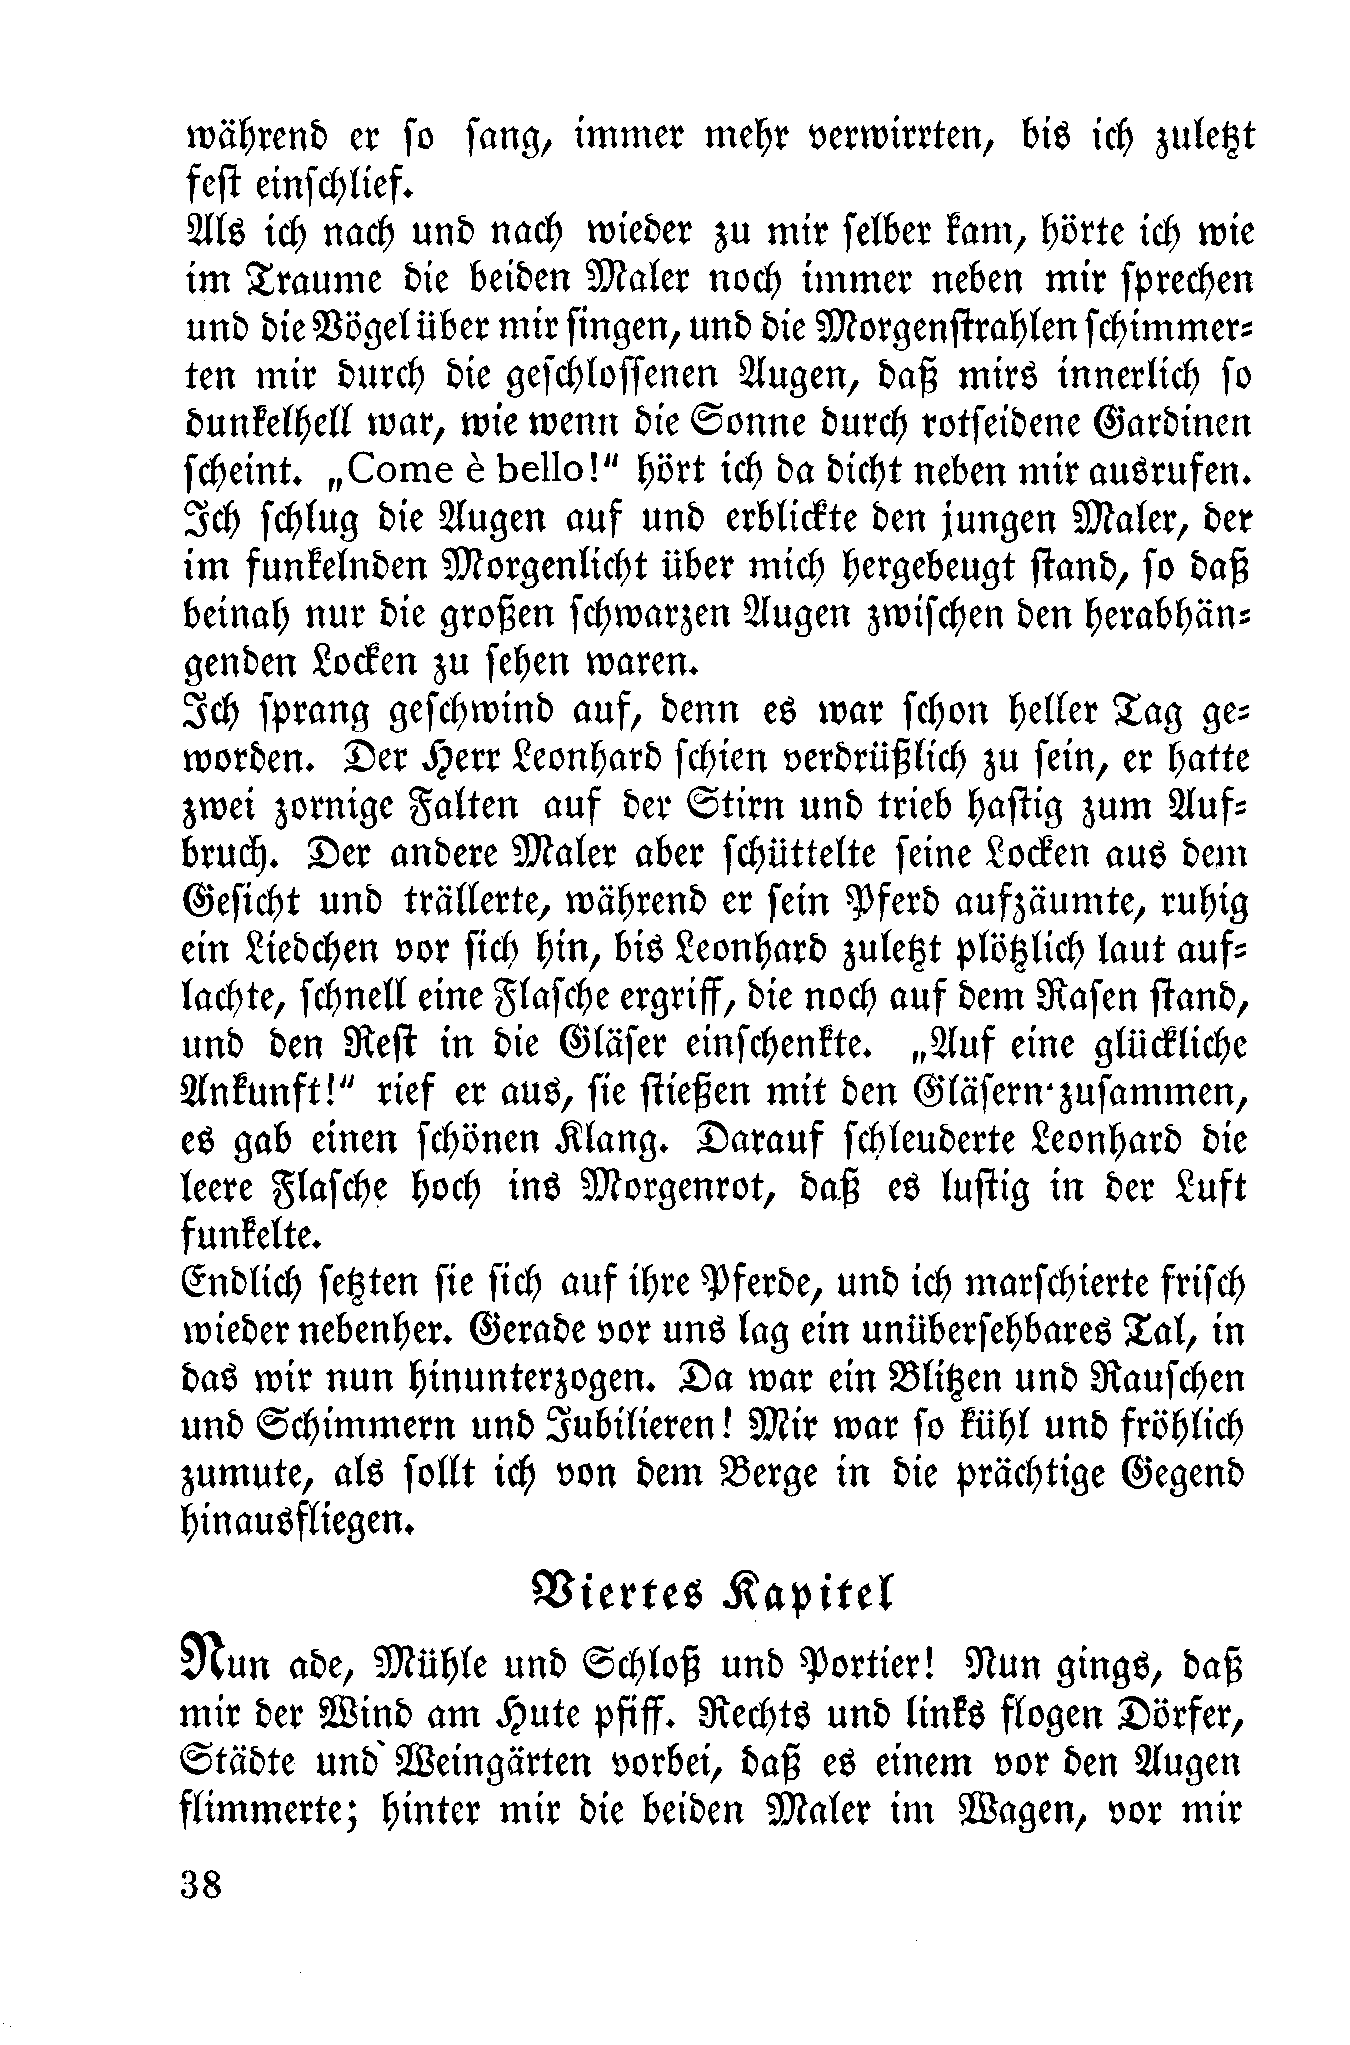 während er so sang, immer mehr verwirrten, bis ich zuletzt
fest einschlief.
Als ich nach und nach wieder zu mir selber kam, hörte ich wie
im Traume die beiden Maler noch immer neben mir sprechen
und die Vögel über mir singen, und die Morgenstrahlen schimmer-
ten mir durch die geschlossenen Augen, daß mirs innerlich so
dunkelhell war, wie wenn die Sonne durch rotseidene Gardinen
scheint. „Come è bello!“ hört ich da dicht neben mir ausrufen.
Ich schlug die Augen auf und erblickte den jungen Maler, der
im funkelnden Morgenlicht über mich hergebeugt stand, so daß
beinah nur die großen schwarzen Augen zwischen den herabhän-
genden Locken zu sehen waren.
Ich sprang geschwind auf, denn es war schon heller Tag ge-
worden. Der Herr Leonhard schien verdrüßlich zu sein, er hatte
zwei zornige Falten auf der Stirn und trieb hastig zum Auf-
bruch. Der andere Maler aber schüttelte seine Locken aus dem
Gesicht und trällerte, während er sein Pferd aufzäumte, ruhig
ein Liedchen vor sich hin, bis Leonhard zuletzt plötzlich laut auf-
lachte, schnell eine Flasche ergriff, die noch auf dem Rasen stand,
und den Rest in die Gläser einschenkte. „Auf eine glückliche
Ankunft!“ rief er aus, sie stießen mit den Gläsern zusammen,
es gab einen schönen Klang. Darauf schleuderte Leonhard die
leere Flasche hoch ins Morgenrot, daß es lustig in der Luft
funkelte.
Endlich setzten sie sich auf ihre Pferde, und ich marschierte frisch
wieder nebenher. Gerade vor uns lag ein unübersehbares Tal, in
das wir nun hinunterzogen. Da war ein Blitzen und Rauschen
und Schimmern und Jubilieren! Mir war so kühl und fröhlich
zumute, als sollt ich von dem Berge in die prächtige Gegend
hinausfliegen.
Viertes Kapitel
Nun ade, Mühle und Schloß und Portier! Nun gings, daß
mir der Wind am Hute pfiff. Rechts und links flogen Dörfer,
Städte und Weingärten vorbei, daß es einem vor den Augen
flimmerte; hinter mir die beiden Maler im Wagen, vor mir
38